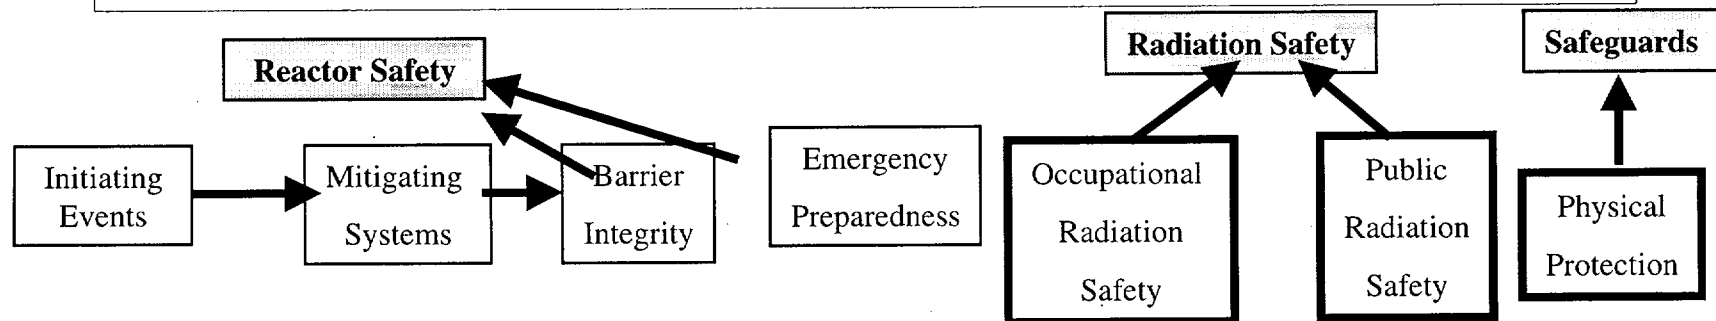 Reactor Safety
Radiation Safety
Safeguards
Initiating
Events
Mitigating
Systems
Barrier
Integrity
Emergency
Preparedness
Occupational
Radiation
Safety
Public
Radiation
Safety
Physical
Protection